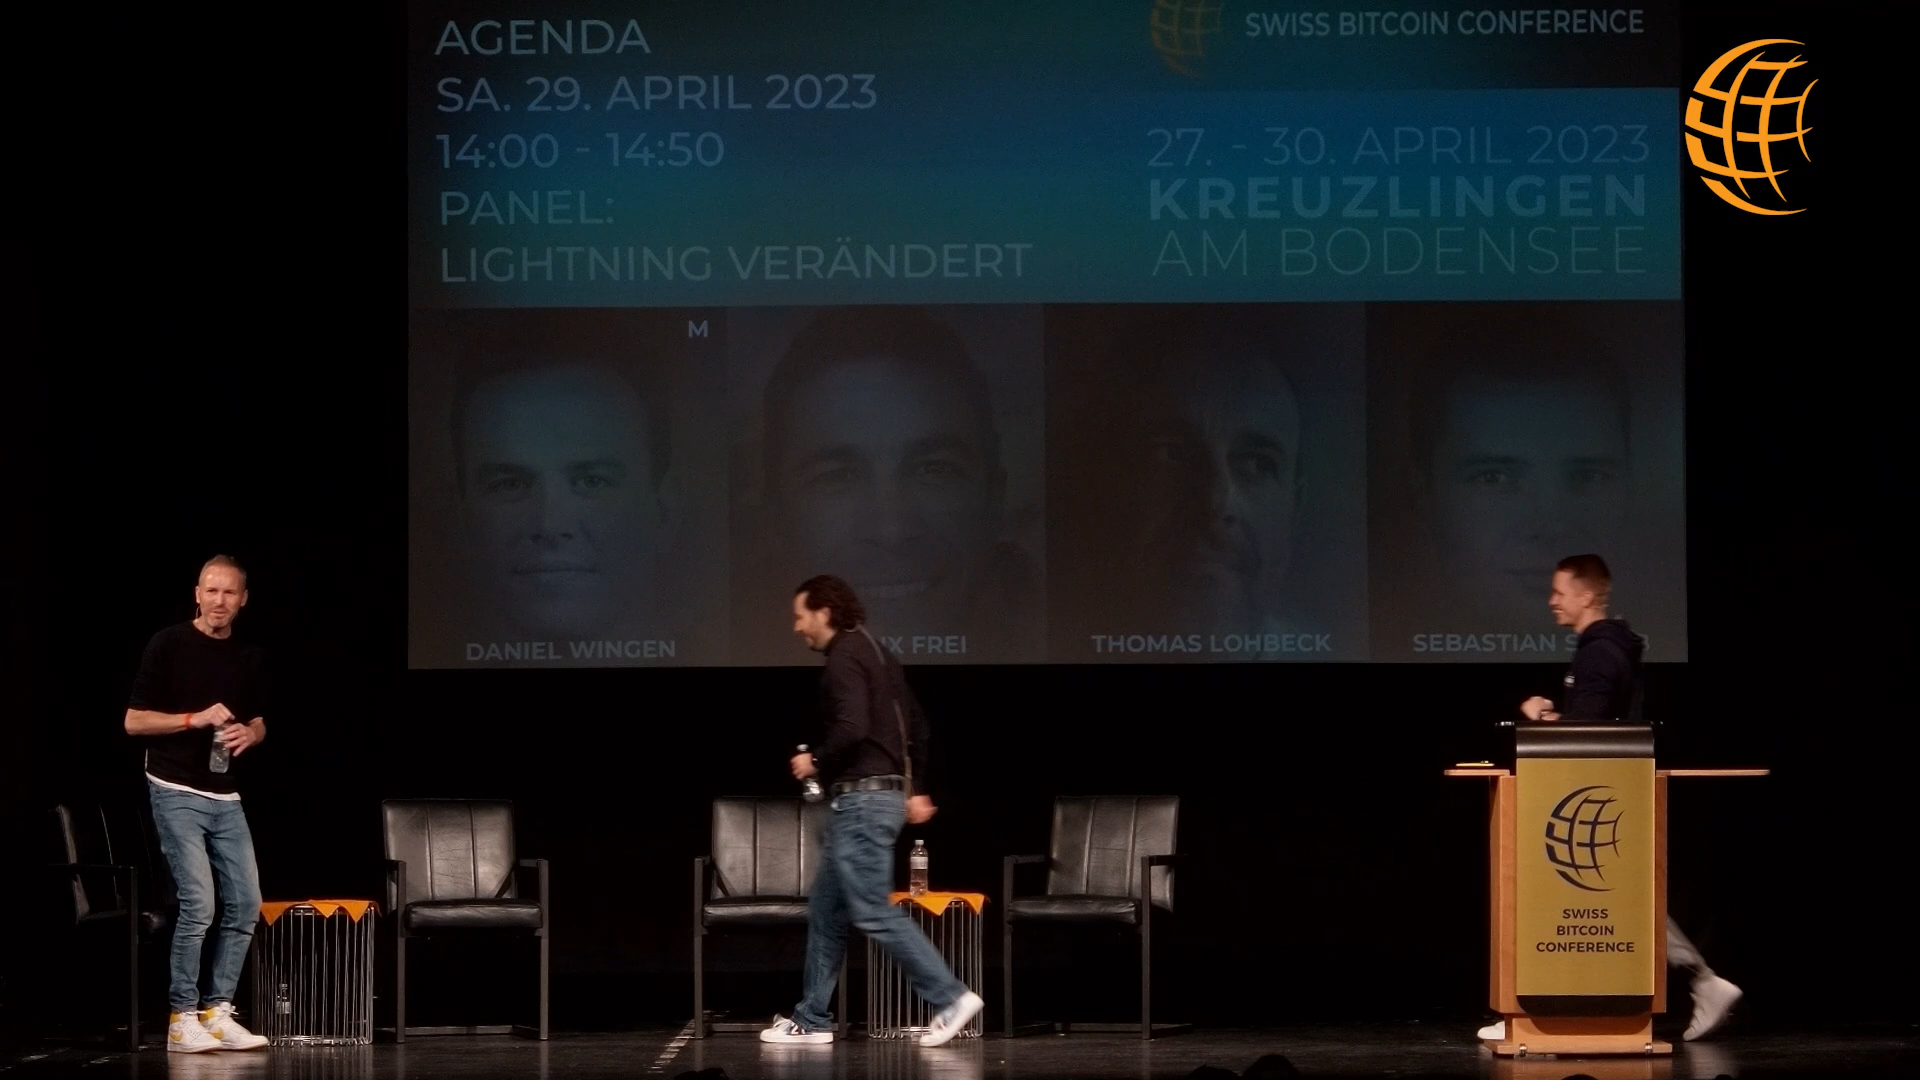 AGENDA
SA. 29. APRIL 2023
14:00 - 14:50
PANEL:
LIGHTNING VERÄNDERT
SWISS BITCOIN CONFERENCE
27. - 30. APRIL 2023
KREUZLINGEN
AM BODENSEE
M
DANIEL WINGEN
FREI
THOMAS LOHBECK
SEBASTIAN
SWISS
BITCOIN
CONFERENCE